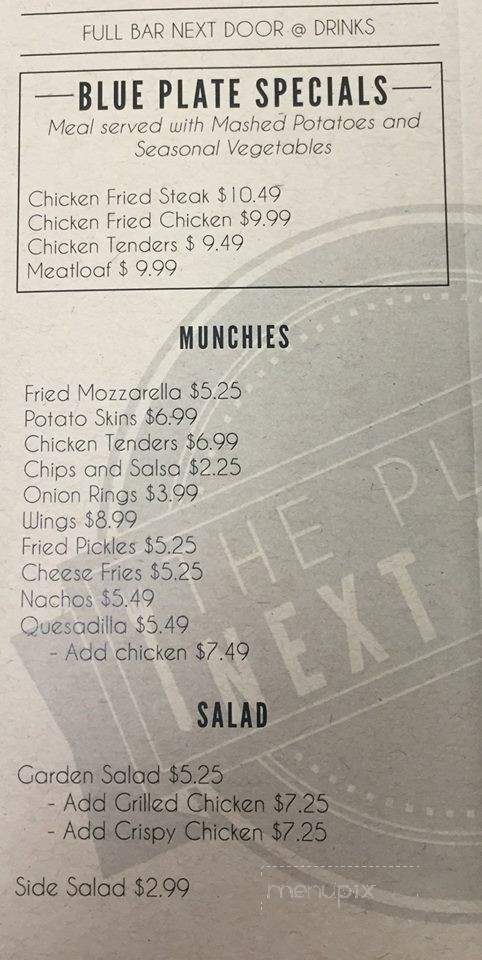 FULL BAR NEXT DOOR @ DRINKS
BLUE PLATE SPECIALS
Meal served with Mashed Potatoes and
Seasonal Vegetables
Chicken Fried Steak $10.49
Chicken Fried Chicken $9.99
Chicken Tenders $ 9.49
Meatloaf $ 9.99
MUNCHIES
Fried Mozzarella $5.25
Potato Skins $6.99
Chicken Tenders $6.99
Chips and Salsa $2.25
Onion Rings $3.99
Wings $8.99
Fried Pickles $5.25
Cheese Fries $5.25
Nachos $5.49
Quesadilla $5.49
- Add chicken $7.49
THE PL
NEXT
SALAD
Garden Salad $5.25
- Add Grilled Chicken $7.25
- Add Crispy Chicken $7.25
Side Salad $2.99
menupix